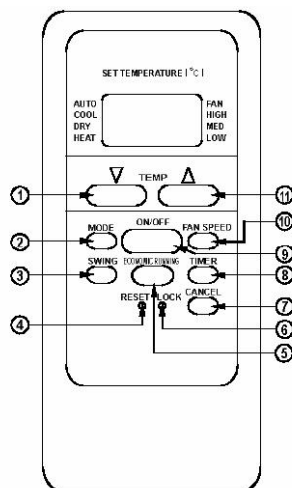 SET TEMPERATURE (°C)
AUTO
COOL
DRY
HEAT
FAN
HIGH
MED
LOW
TEMP
1
11
ON/OFF
10
MODE
FAN SPEED
2
9
SWING
ECONOMIC RUNNING
TIMER
3
8
RESET
LOCK
CANCEL
4
7
6
5